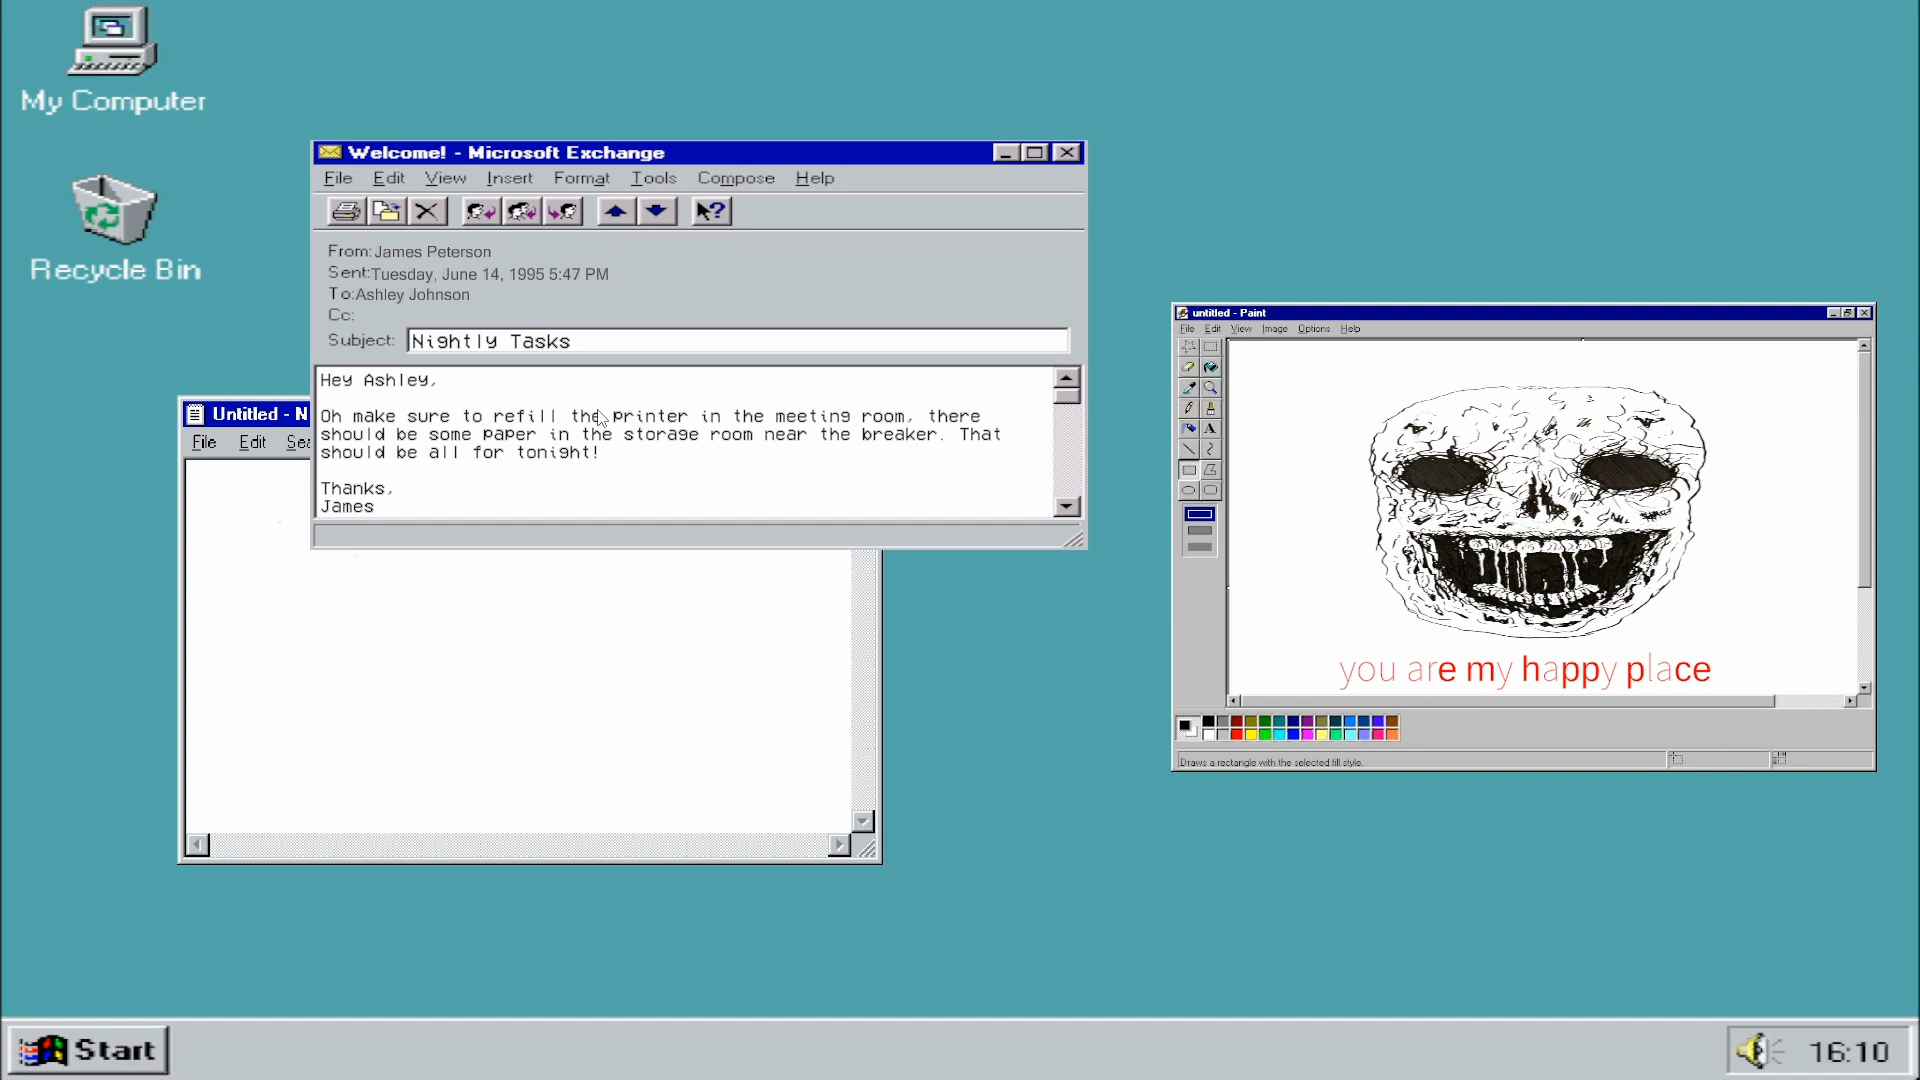 My Computer
Recycle Bin
Welcome! - Microsoft Exchange
File Edit View Insert Format Tools Compose Help
From: James Peterson
Sent: Tuesday, June 14, 1995 5:47 PM
To: Ashley Johnson
Cc:
Subject: Nightly Tasks
Hey Ashley,
Oh make sure to refill the printer in the meeting room, there
should be some paper in the storage room near the breaker. That
should be all for tonight!
Thanks,
James
Untitled - N
File Edit Sea
untitled - Paint
File Edit View Image Options Help
A
you are my happy place
Draws a rectangle with the selected fill style.
Start
16:10